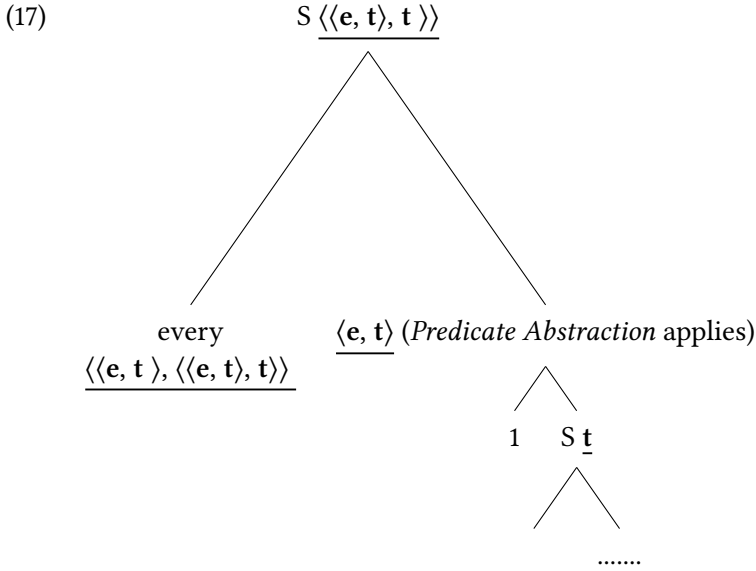 (17) S ⟨⟨e, t⟩, t ⟩⟩
every ⟨e, t⟩ (Predicate Abstraction applies)
⟨⟨e, t ⟩, ⟨⟨e, t⟩, t⟩⟩
1 S t
.......